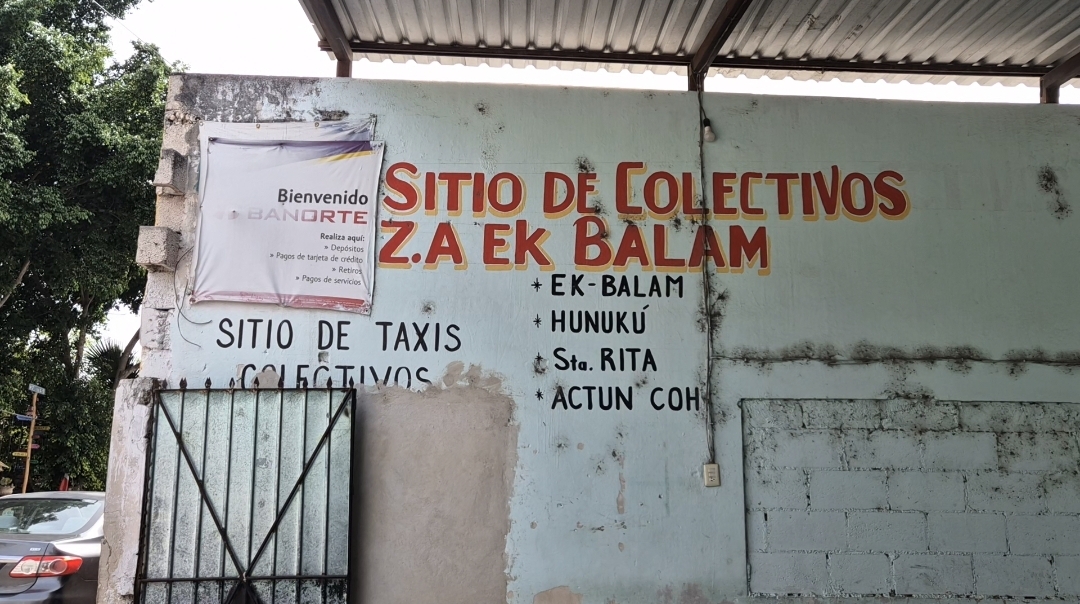 Bienvenido
BANORTE
Realiza aquí:
» Depósitos
» Pagos de tarjeta de crédito
» Retiros
» Pagos de servicios
SITIO DE COLECTIVOS
Z.A EK BALAM
* EK-BALAM
* HUNUKÚ
* Sta. RITA
* ACTUN COH
SITIO DE TAXIS
COLECTIVOS